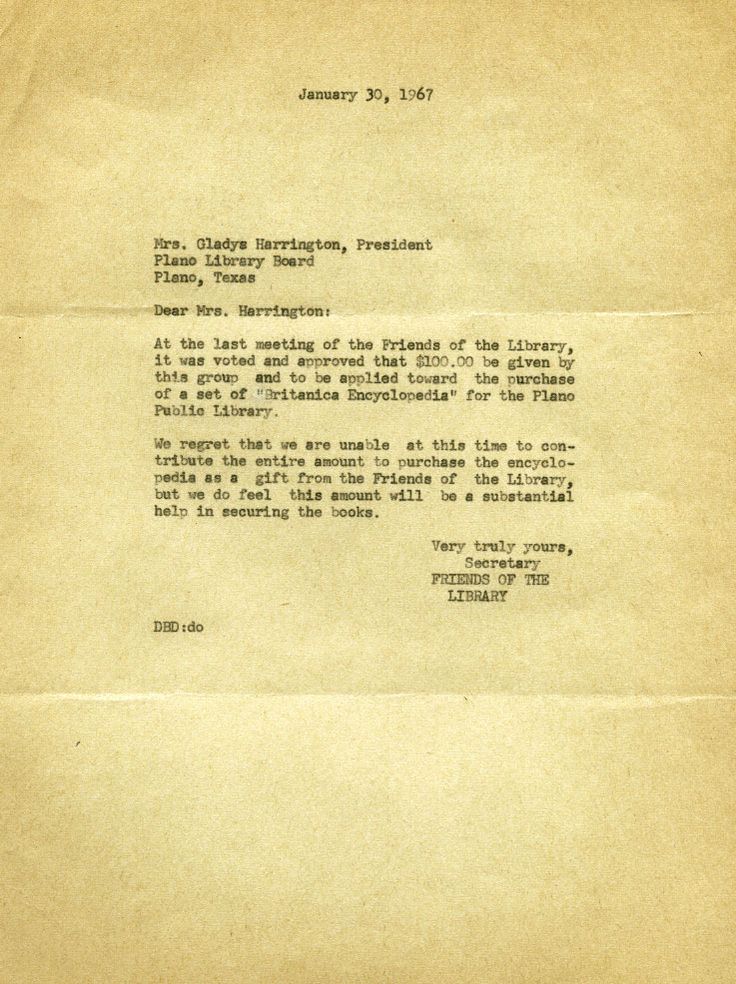 January 30, 1967
Mrs. Gladys Harrington, President
Plano Library Board
Plano, Texas
Dear Mrs. Harrington:
At the last meeting of the Friends of the Library,
it was voted and approved that $100.00 be given by
this group and to be applied toward the purchase
of a set of "Britanica Encyclopedia" for the Plano
Public Library.
We regret that we are unable at this time to con-
tribute the entire amount to purchase the encyclo-
pedia as a gift from the Friends of the Library,
but we do feel this amount will be a substantial
help in securing the books.
Very truly yours,
Secretary
FRIENDS OF THE
LIBRARY
DBD:do